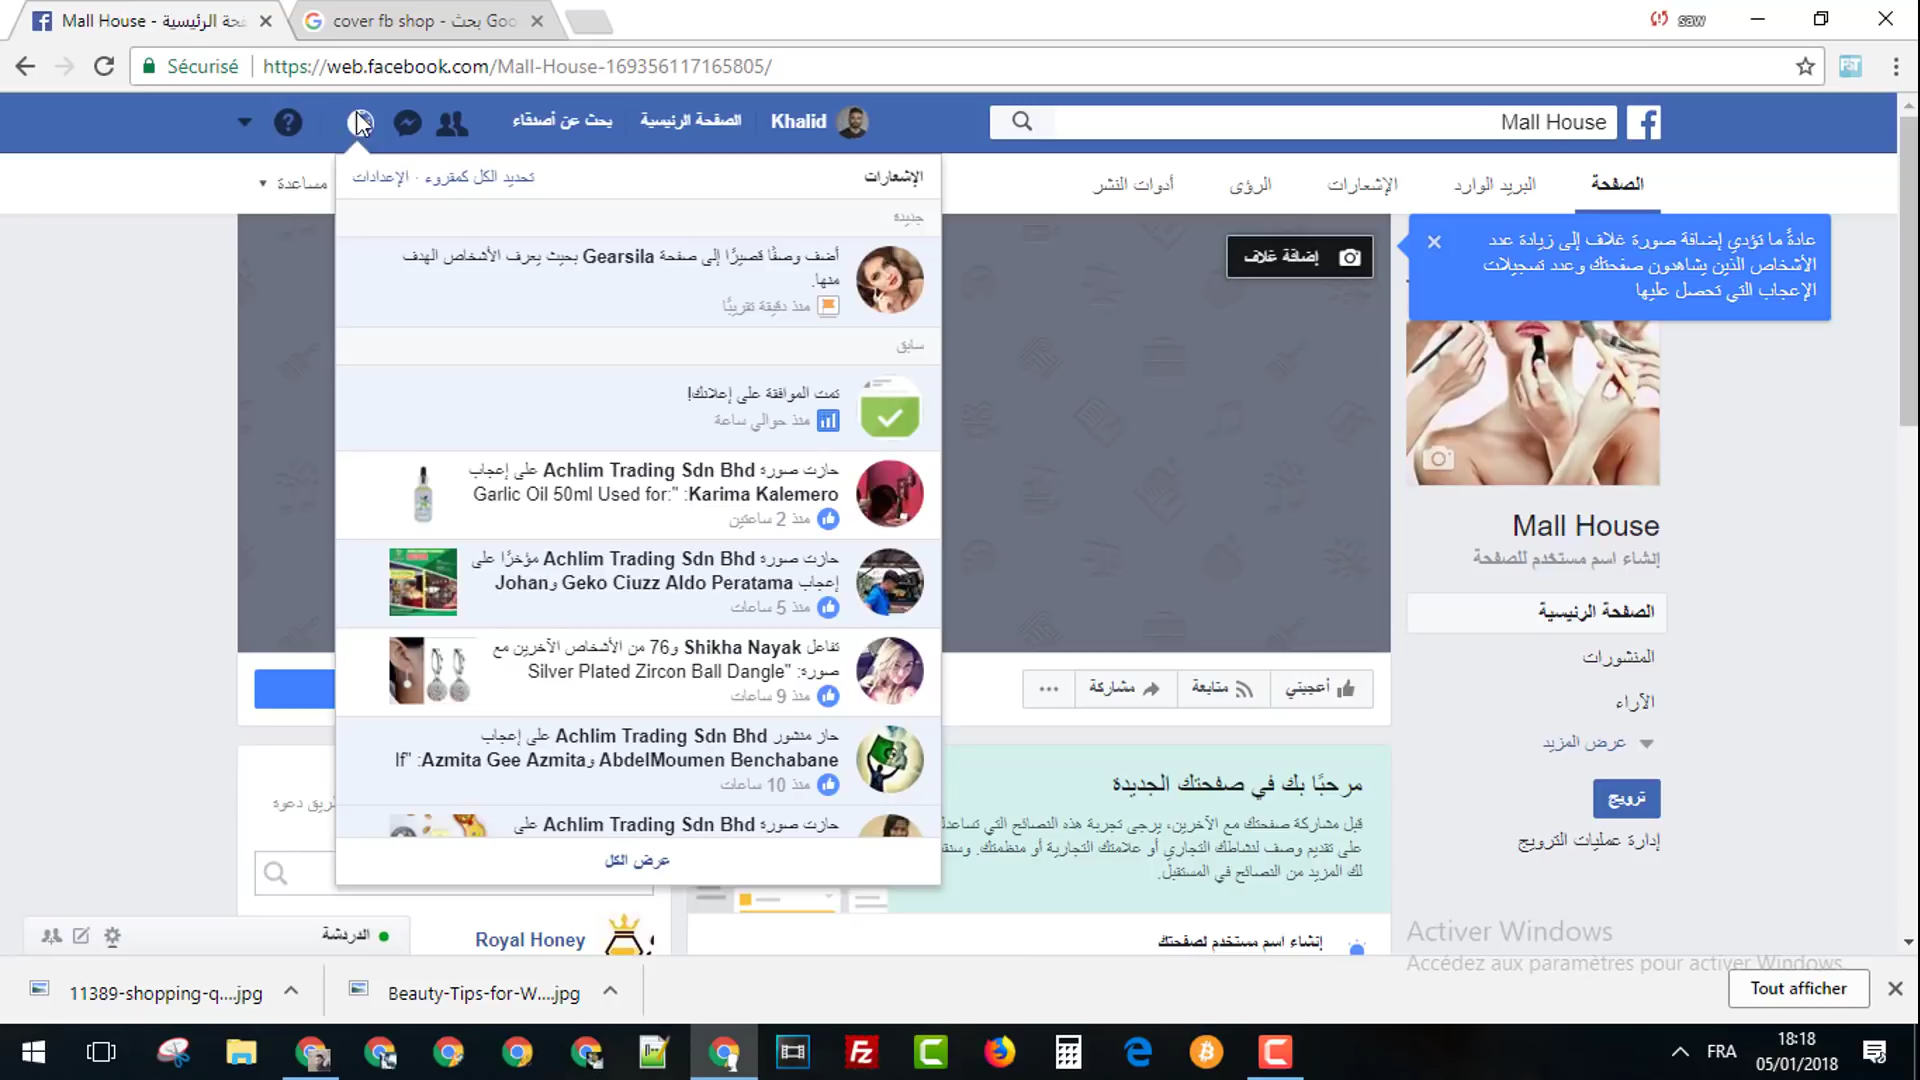 Mall House - حة الرئيسية
cover fb shop - بحث Goo
saw
Sécurisé
https://web.facebook.com/Mall-House-169356117165805/
Mall House
Khalid
الصفحة الرئيسية
بحث عن أصدقاء
الصفحة
البريد الوارد
الإشعارات
الرؤى
أدوات النشر
مساعدة
الإشعارات
تحديد الكل كمقروء · الإعدادات
جديدة
أضف وصفًا قصيرًا إلى صفحة Gearsila بحيث يعرف الأشخاص الهدف
منها.
منذ دقيقة تقريبًا
سابق
تمت الموافقة على إعلانك!
منذ حوالي ساعة
حازت صورة Achlim Trading Sdn Bhd على إعجاب
Karima Kalemero: "Garlic Oil 50ml Used for:
منذ 2 ساعتين
حازت صورة Achlim Trading Sdn Bhd مؤخرًا على
إعجاب Geko Ciuzz Aldo Peratama وJohan
منذ 5 ساعات
تفاعل Shikha Nayak و76 من الأشخاص الآخرين مع
صورة: "Silver Plated Zircon Ball Dangle
منذ 9 ساعات
حاز منشور Achlim Trading Sdn Bhd على إعجاب
AbdelMoumen Benchabane وAzmita Gee Azmita: "If
منذ 10 ساعات
حازت صورة Achlim Trading Sdn Bhd على
عرض الكل
إضافة غلاف
عادةً ما تؤدي إضافة صورة غلاف إلى زيادة عدد
الأشخاص الذين يشاهدون صفحتك وعدد تسجيلات
الإعجاب التي تحصل عليها
Mall House
إنشاء اسم مستخدم للصفحة
الصفحة الرئيسية
المنشورات
الآراء
عرض المزيد
ترويج
إدارة عمليات الترويج
أعجبني
متابعة
مشاركة
مرحبًا بك في صفحتك الجديدة
قبل مشاركة صفحتك مع الآخرين، يرجى تجربة هذه النصائح التي تساعدك
على تقديم وصف لنشاطك التجاري أو علامتك التجارية أو منظمتك. وسنق
لك المزيد من النصائح في المستقبل.
إنشاء اسم مستخدم لصفحتك
ريق دعوة
Royal Honey
الدردشة
Activer Windows
Accédez aux paramètres pour activer Windows.
11389-shopping-q....jpg
Beauty-Tips-for-W....jpg
Tout afficher
FRA
18:18
05/01/2018